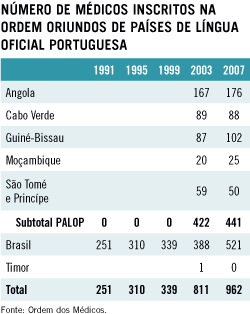 NÚMERO DE MÉDICOS INSCRITOS NA
ORDEM ORIUNDOS DE PAÍSES DE LÍNGUA
OFICIAL PORTUGUESA
1991 1995 1999 2003 2007
Angola 167 176
Cabo Verde 89 88
Guiné-Bissau 87 102
Moçambique 20 25
São Tomé
e Principe 59 50
Subtotal PALOP 0 0 0 422 441
Brasil 251 310 339 388 521
Timor 1 0
Total 251 310 339 811 962
Fonte: Ordem dos Médicos.